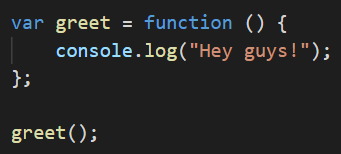 var greet = function () {
    console.log("Hey guys!");
};

greet();